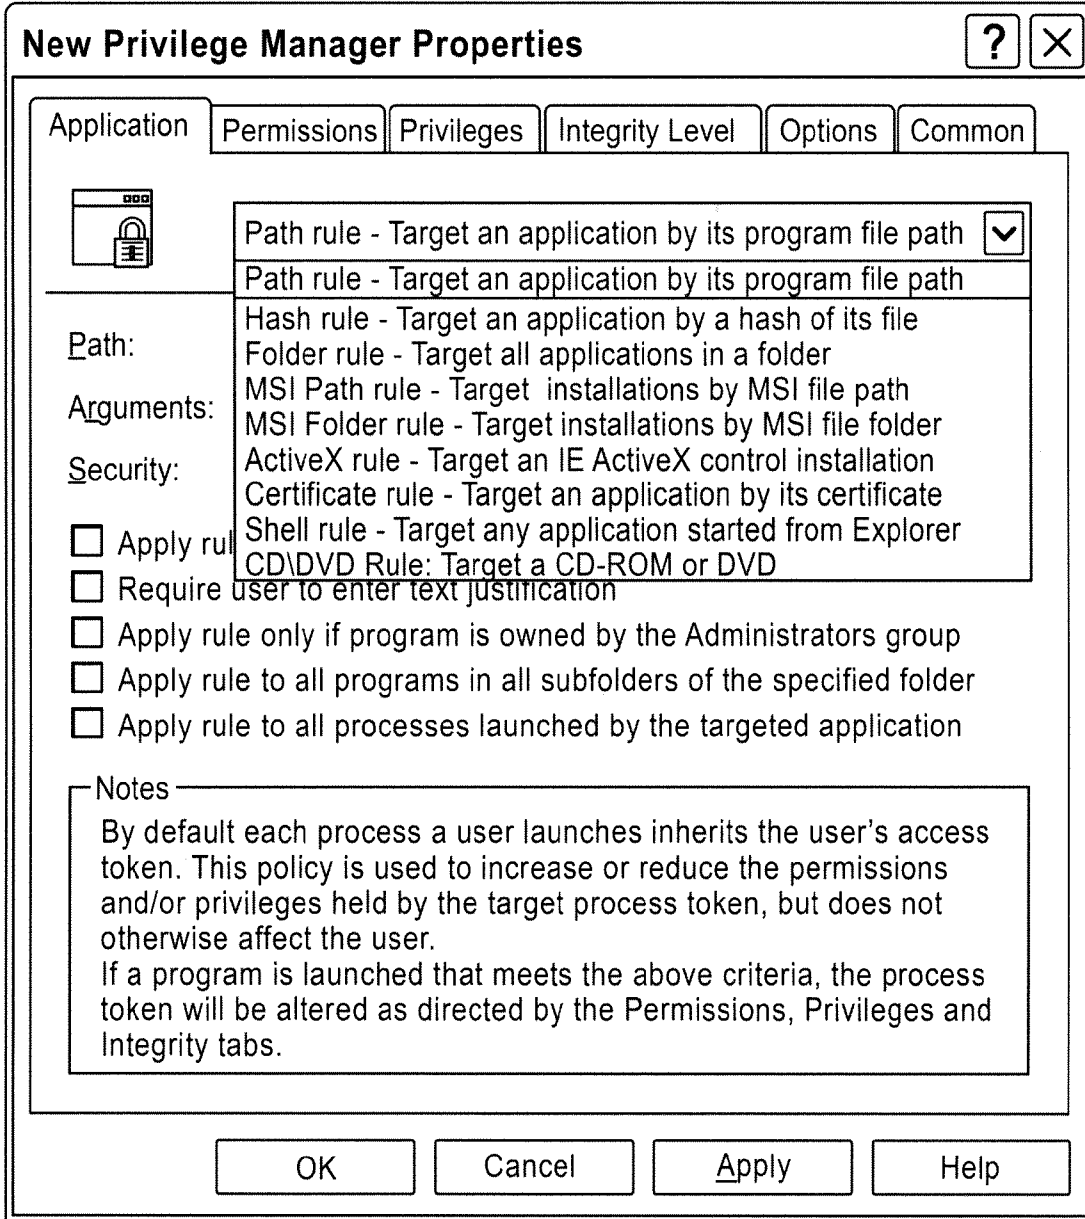 New Privilege Manager Properties ?
Application Permissions Privileges Integrity Level Options Common
Path rule - Target an application by its program file path
Path rule - Target an application by its program file path
Hash rule - Target an application by a hash of its file
Path:
Folder rule - Target all applications in a folder
MSI Path rule - Target installations by MSI file path
Arguments:
MSI Folder rule - Target installations by MSI file folder
ActiveX rule - Target an IE ActiveX control installation
Security:
Certificate rule - Target an application by its certificate
Shell rule - Target any application started from Explorer
Apply rul
CD\DVD Rule: Target a CD-ROM or DVD
Require user to enter text justification
Apply rule only if program is owned by the Administrators group
Apply rule to all programs in all subfolders of the specified folder
Apply rule to all processes launched by the targeted application
Notes
By default each process a user launches inherits the user's access
token. This policy is used to increase or reduce the permissions
and/or privileges held by the target process token, but does not
otherwise affect the user.
If a program is launched that meets the above criteria, the process
token will be altered as directed by the Permissions, Privileges and
Integrity tabs.
OK Cancel Apply Help